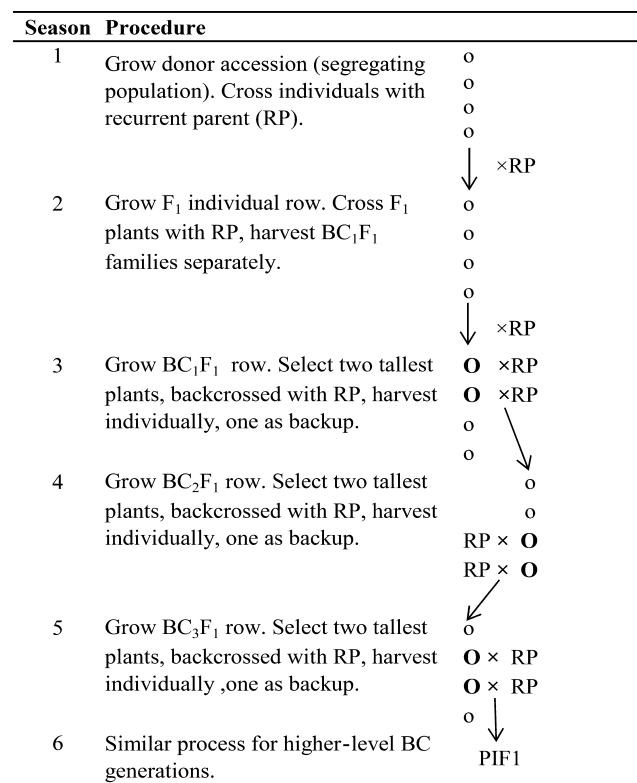 Season Procedure
1 Grow donor accession (segregating o
population). Cross individuals with o
recurrent parent (RP). o
o
×RP
2 Grow F₁ individual row. Cross F₁ o
plants with RP, harvest BC₁F₁ o
families separately. o
o
×RP
3 Grow BC₁F₁ row. Select two tallest O ×RP
plants, backcrossed with RP, harvest O ×RP
individually, one as backup. o
o
4 Grow BC₂F₁ row. Select two tallest o
plants, backcrossed with RP, harvest o
individually, one as backup. RP × O
RP × O
5 Grow BC₃F₁ row. Select two tallest o
plants, backcrossed with RP, harvest O × RP
individually ,one as backup. O × RP
o
6 Similar process for higher-level BC PIF1
generations.